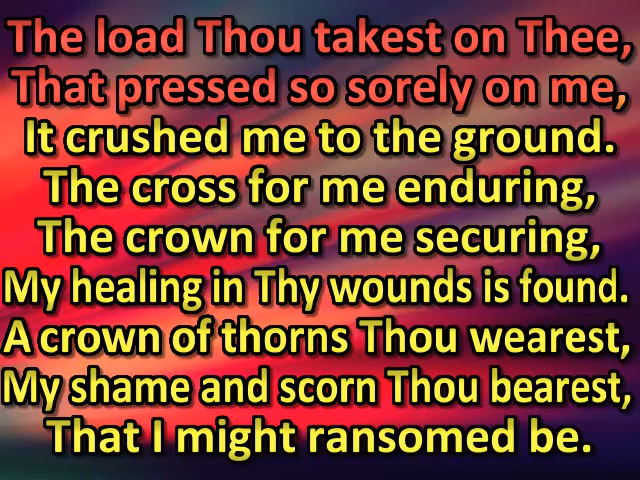 The load Thou takest on Thee,
That pressed so sorely on me,
It crushed me to the ground.
The cross for me enduring,
The crown for me securing,
My healing in Thy wounds is found.
A crown of thorns Thou wearest,
My shame and scorn Thou bearest,
That I might ransomed be.